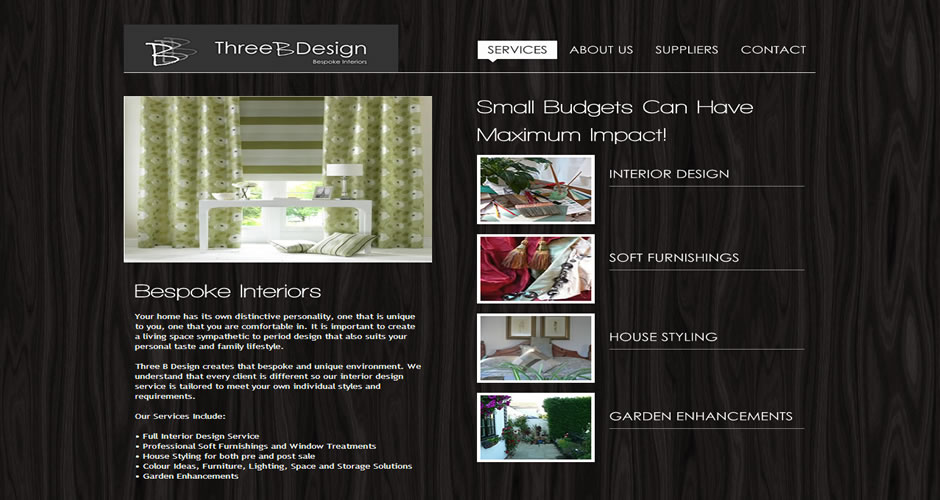 Three B Design
Bespoke Interiors
SERVICES
ABOUT US
SUPPLIERS
CONTACT
Bespoke Interiors
Your home has its own distinctive personality, one that is unique
to you, one that you are comfortable in. It is important to create
a living space sympathetic to period design that also suits your
personal taste and family lifestyle.
Three B Design creates that bespoke and unique environment. We
understand that every client is different so our interior design
service is tailored to meet your own individual styles and
requirements.
Our Services Include:
• Full Interior Design Service
• Professional Soft Furnishings and Window Treatments
• House Styling for both pre and post sale
• Colour Ideas, Furniture, Lighting, Space and Storage Solutions
• Garden Enhancements
Small Budgets Can Have
Maximum Impact!
INTERIOR DESIGN
SOFT FURNISHINGS
HOUSE STYLING
GARDEN ENHANCEMENTS